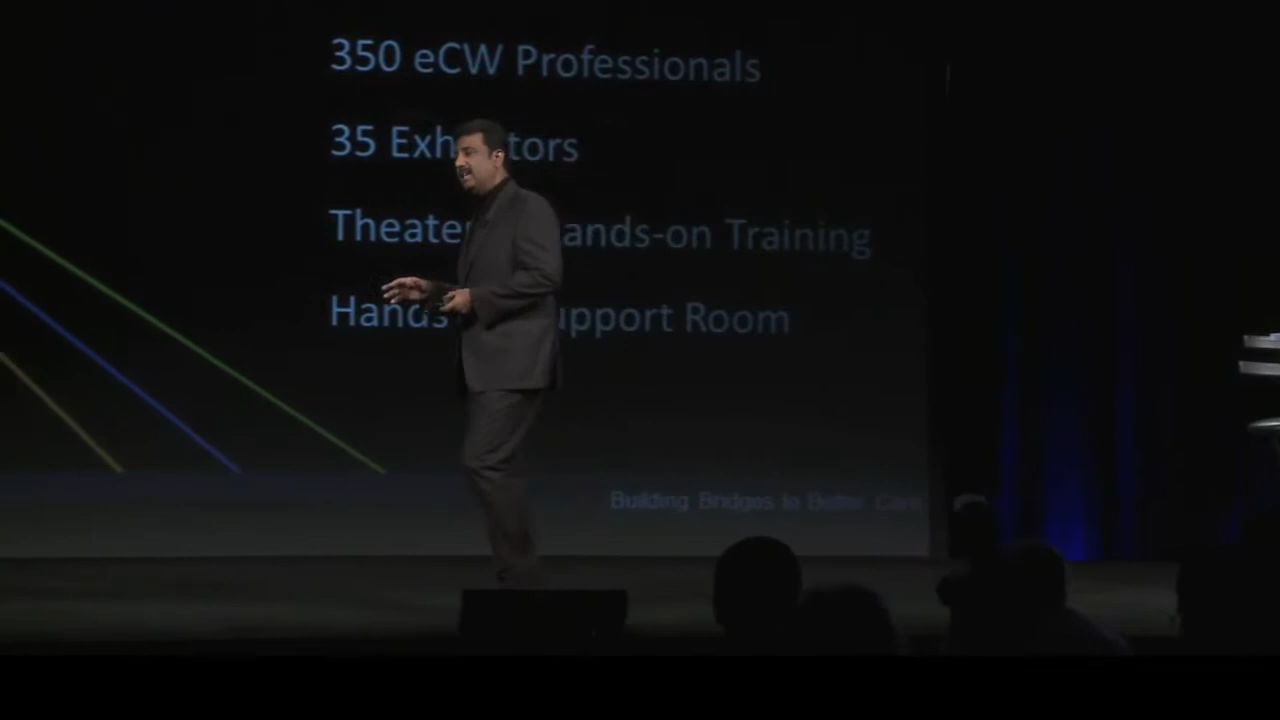 350 eCW Professionals
35 Exh tors
Theate ands-on Training
Hands upport Room
Building Bridges to Better Care